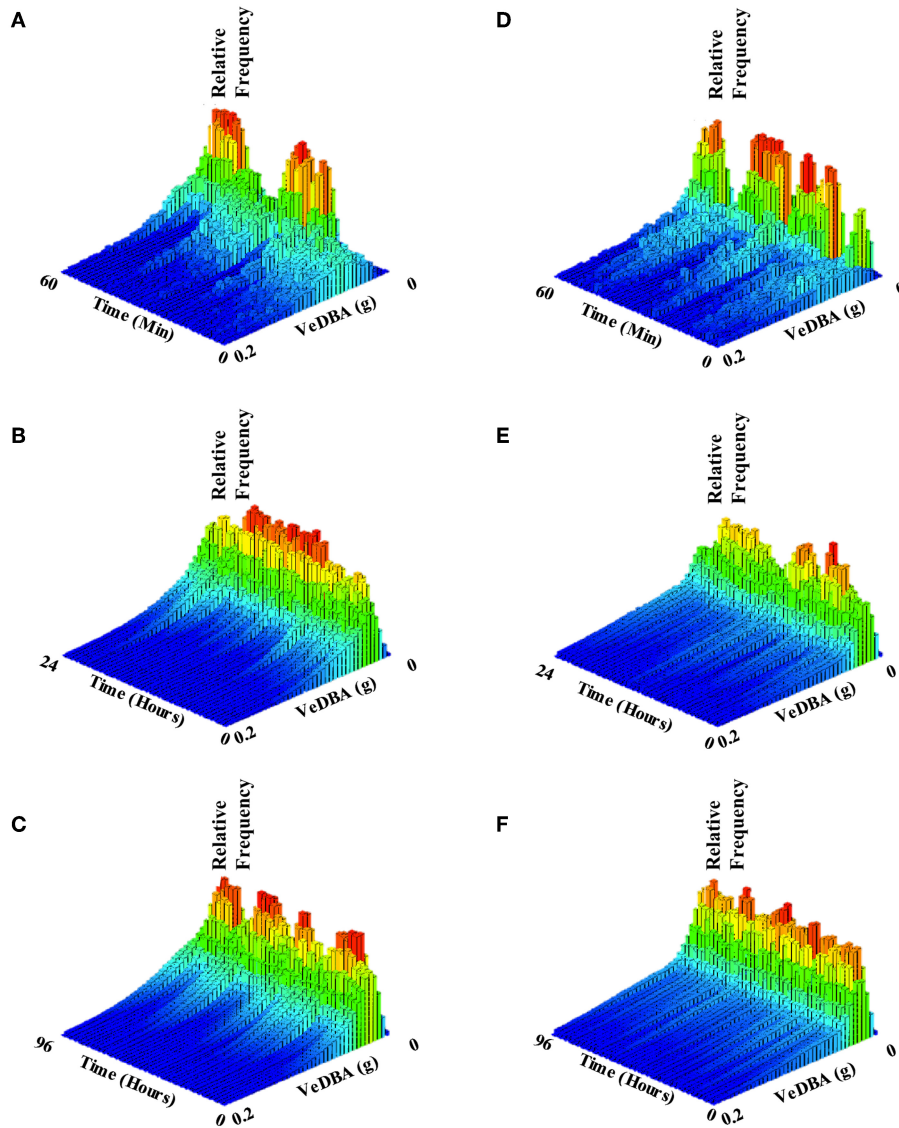 A
Relative
Frequency
60
Time (Min)
0
0.2
VeDBA (g)
0
D
Relative
Frequency
60
Time (Min)
0
0.2
VeDBA (g)
B
Relative
Frequency
24
Time (Hours)
0
0.2
VeDBA (g)
0
E
Relative
Frequency
24
Time (Hours)
0
0.2
VeDBA (g)
0
C
Relative
Frequency
96
Time (Hours)
0
0.2
VeDBA (g)
0
F
Relative
Frequency
96
Time (Hours)
0
0.2
VeDBA (g)
0